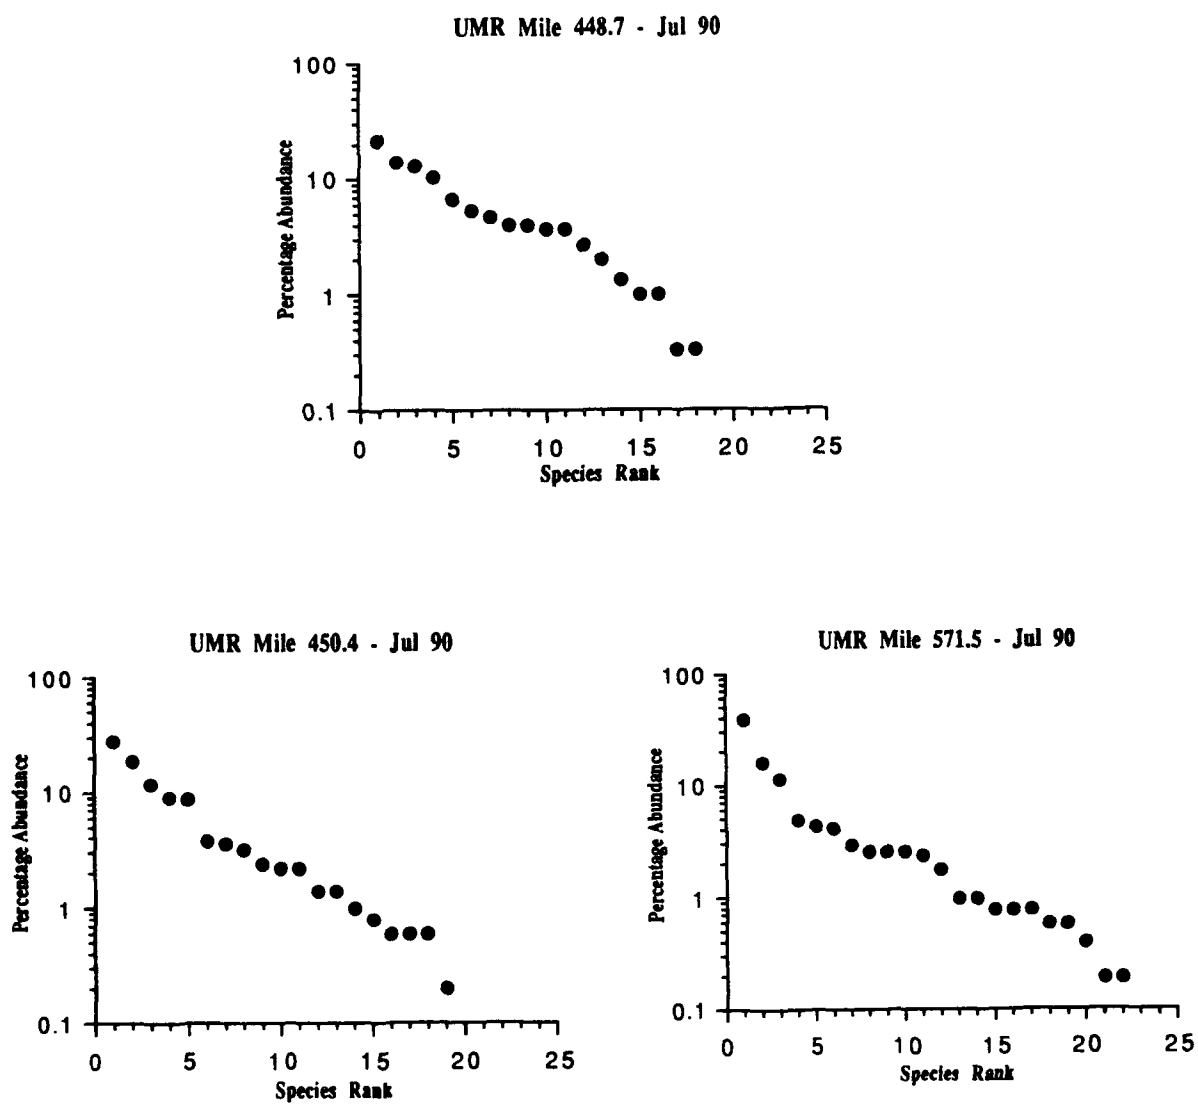 UMR Mile 448.7 - Jul 90
100
10
1
0.1
Percentage Abundance
0 5 10 15 20 25
Species Rank
UMR Mile 450.4 - Jul 90
100
10
1
0.1
Percentage Abundance
0 5 10 15 20 25
Species Rank
UMR Mile 571.5 - Jul 90
100
10
1
0.1
Percentage Abundance
0 5 10 15 20 25
Species Rank